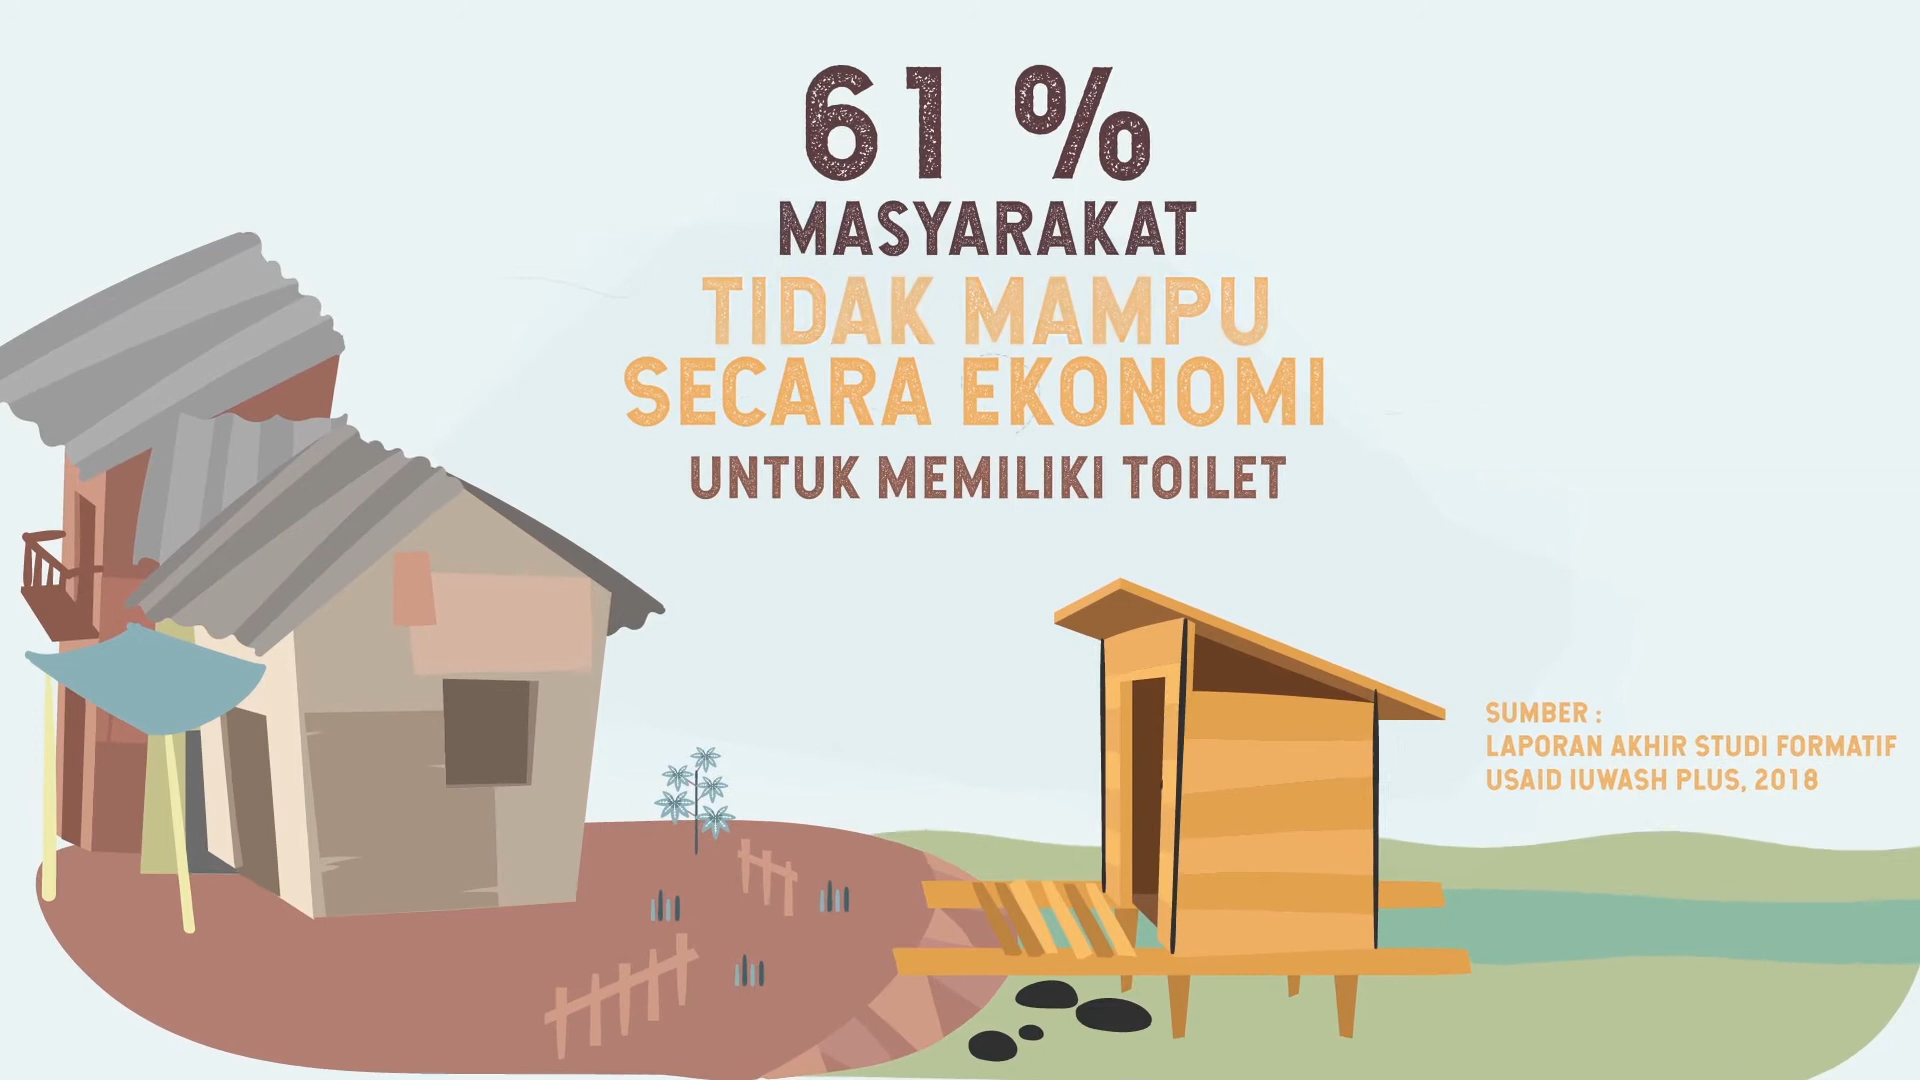 61 %
MASYARAKAT
TIDAK MAMPU
SECARA EKONOMI
UNTUK MEMILIKI TOILET
SUMBER :
LAPORAN AKHIR STUDI FORMATIF
USAID IUWASH PLUS, 2018